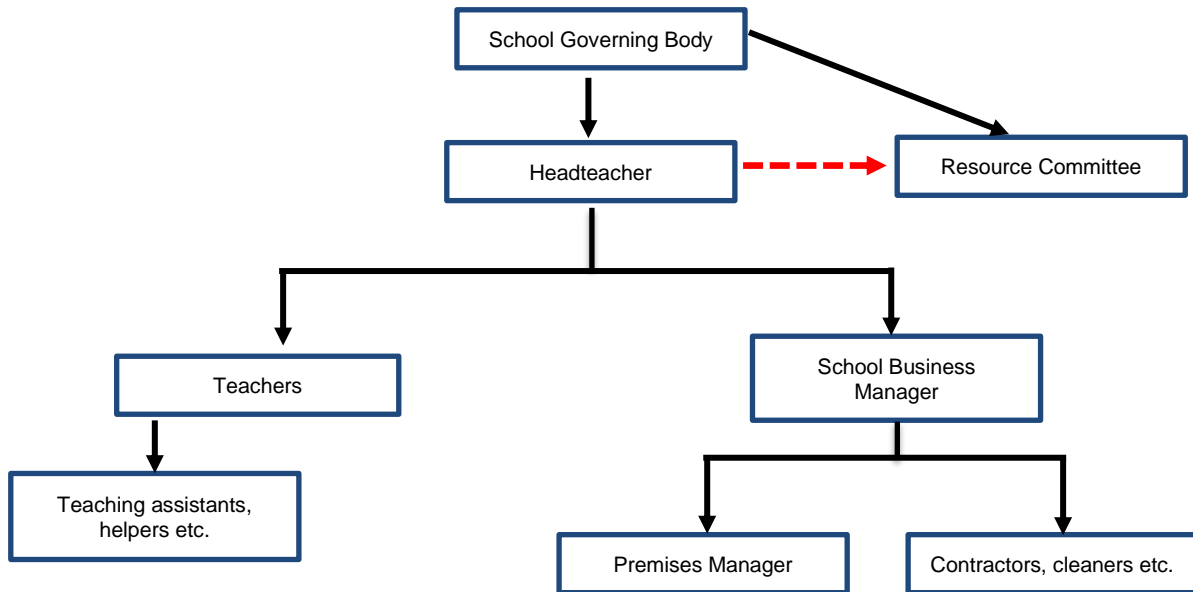 School Governing Body
Headteacher
Resource Committee
Teachers
School Business
Manager
Teaching assistants,
helpers etc.
Premises Manager
Contractors, cleaners etc.